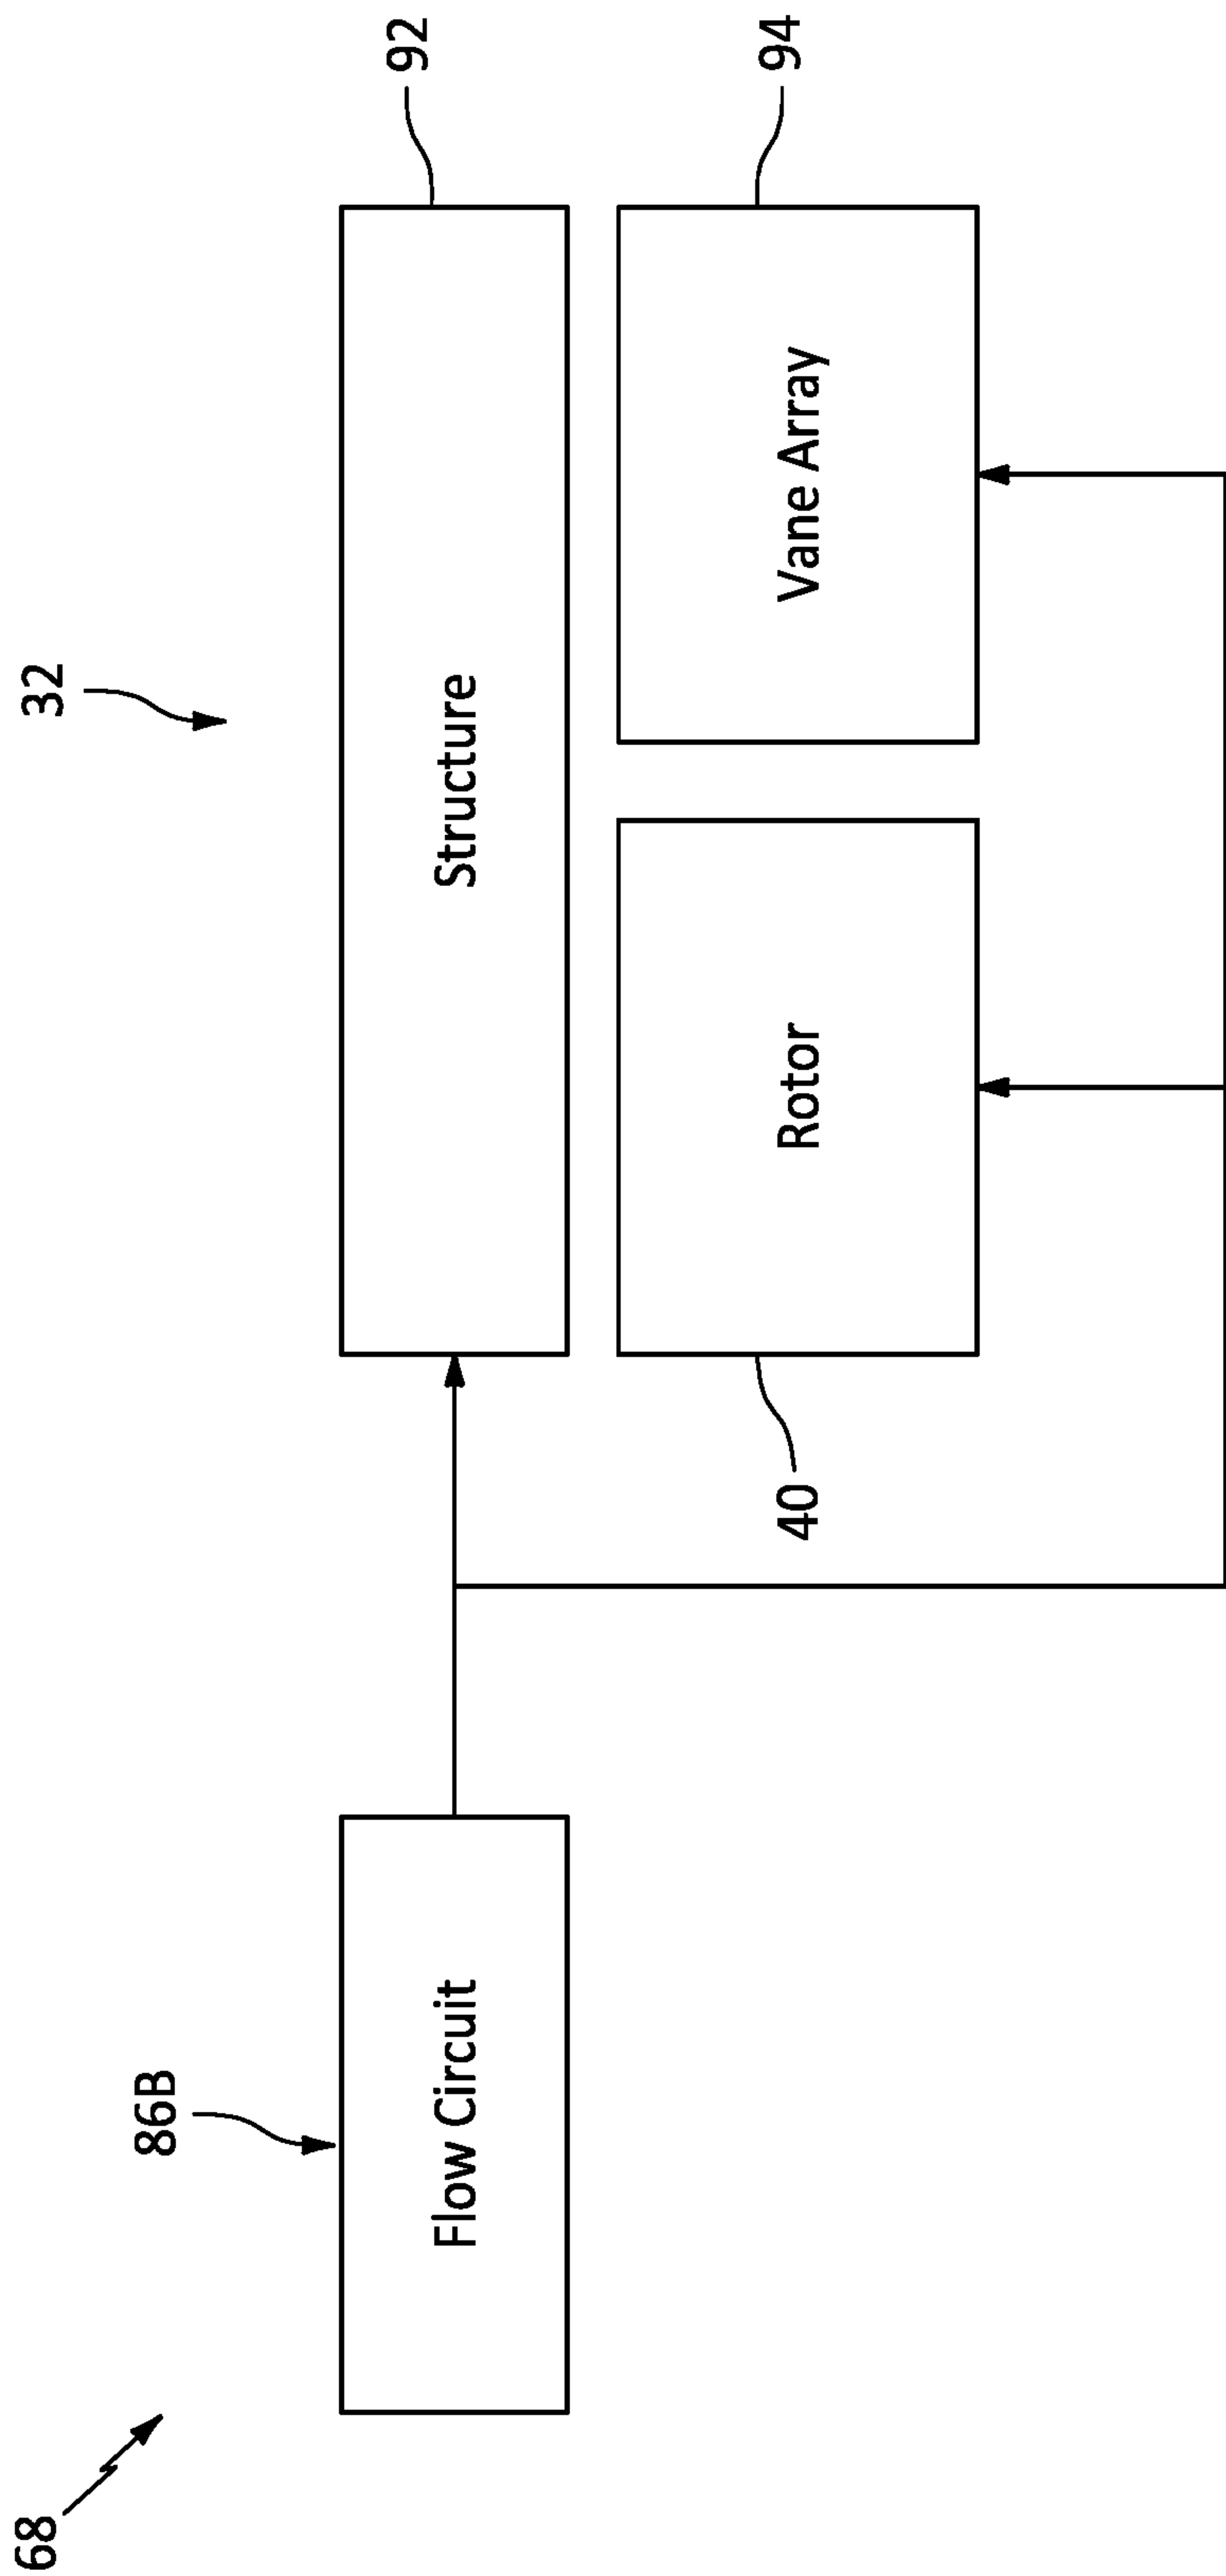 68
86B
Flow Circuit
32
Structure
92
40
Rotor
Vane Array
94